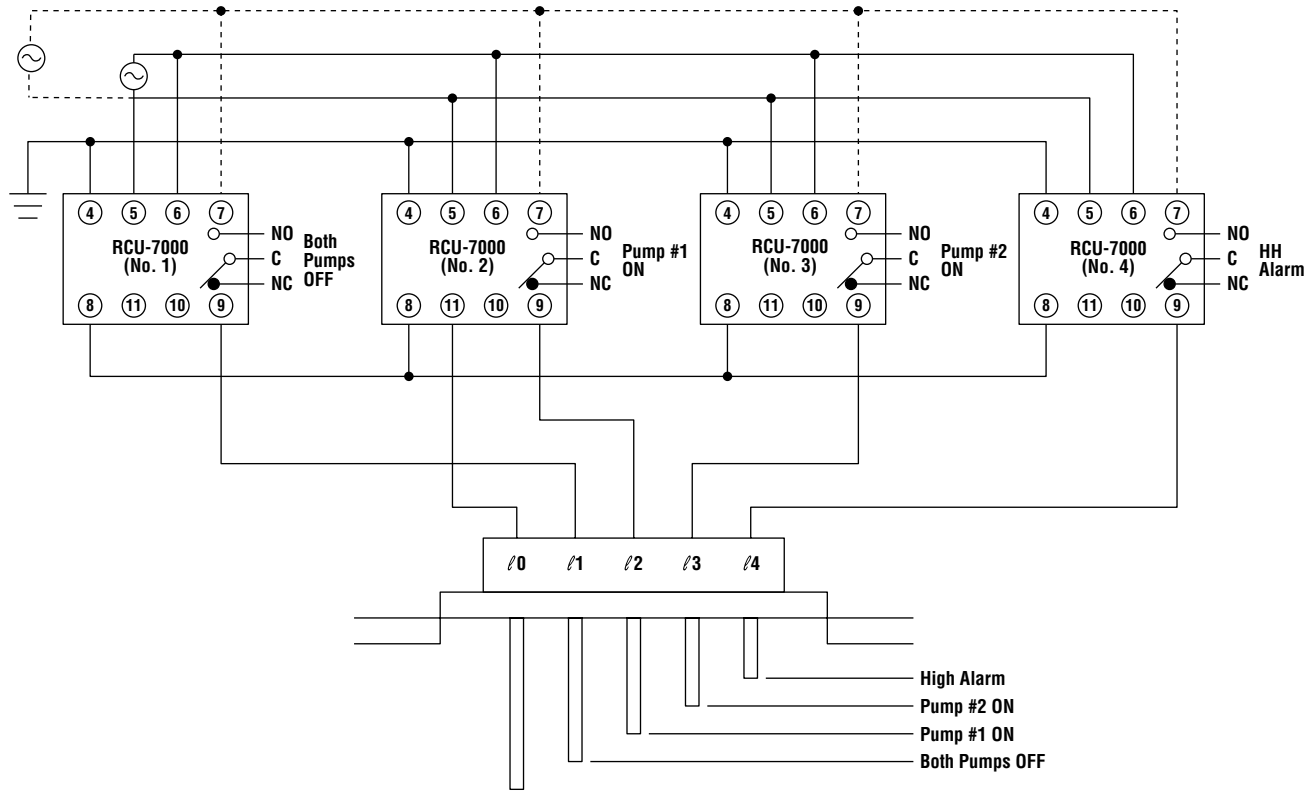 4 5 6 7
RCU-7000
(No. 1)
NO
C
NC
Both
Pumps
OFF
8 11 10 9
4 5 6 7
RCU-7000
(No. 2)
NO
C
NC
Pump #1
ON
8 11 10 9
4 5 6 7
RCU-7000
(No. 3)
NO
C
NC
Pump #2
ON
8 11 10 9
4 5 6 7
RCU-7000
(No. 4)
NO
C
NC
HH
Alarm
8 11 10 9
ℓ0 ℓ1 ℓ2 ℓ3 ℓ4
High Alarm
Pump #2 ON
Pump #1 ON
Both Pumps OFF